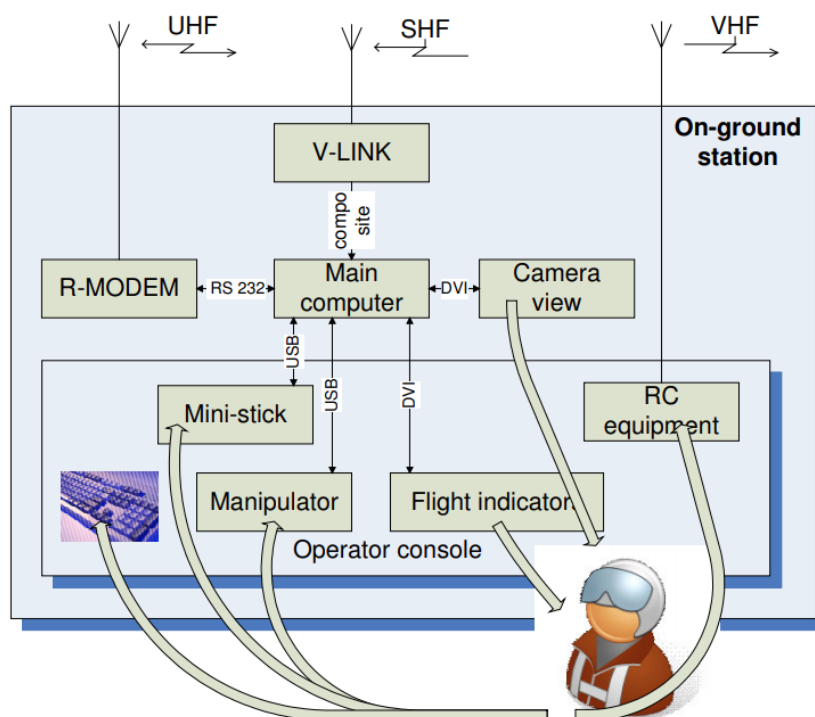 UHF
SHF
VHF
On-ground
station
V-LINK
compo
site
R-MODEM
RS 232
Main
computer
DVI
Camera
view
USB
USB
DVI
Mini-stick
RC
equipment
Manipulator
Flight indicator
Operator console